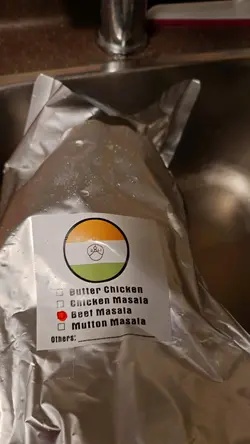 Butter Chicken
Chicken Masala
Beef Masala
Mutton Masala
Others: